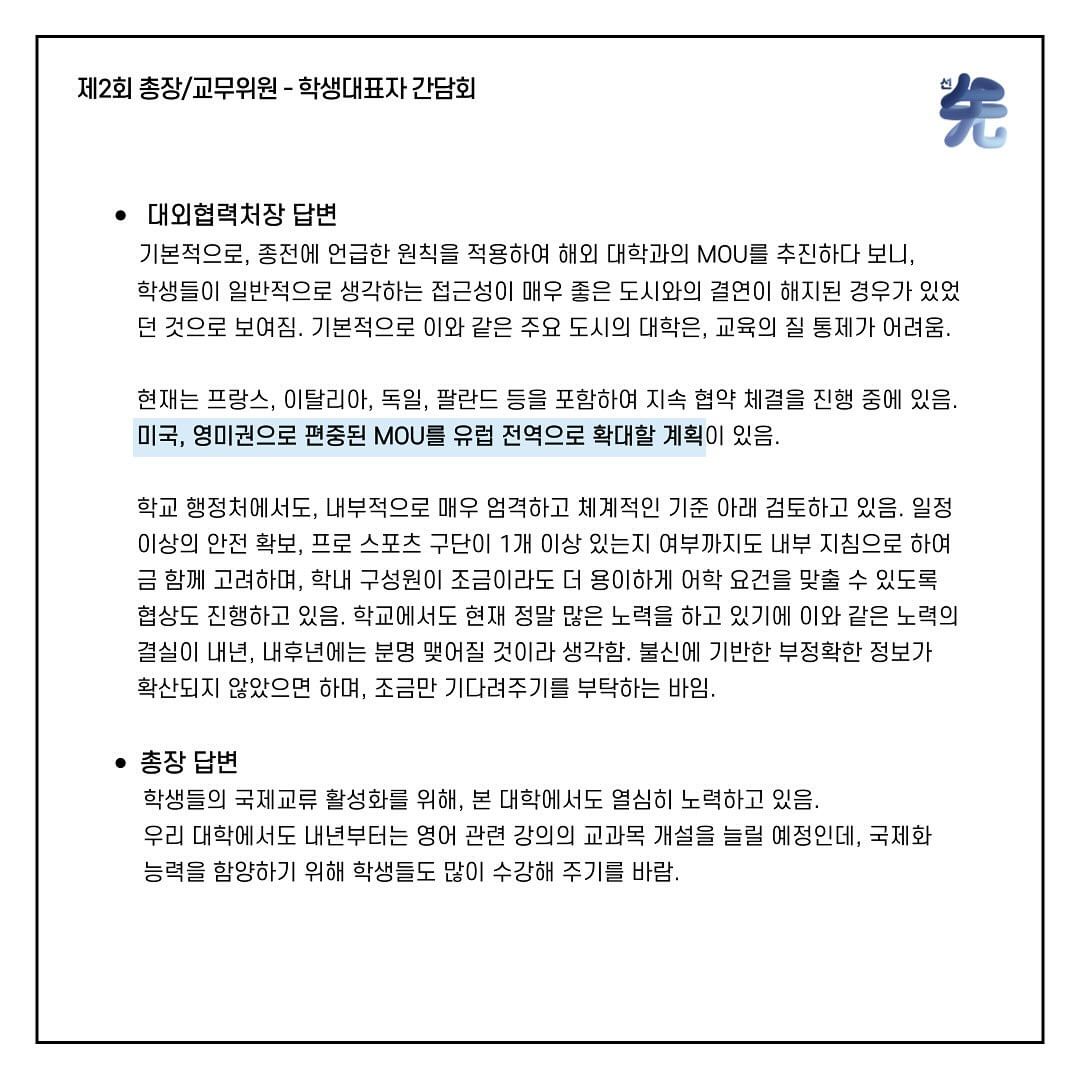 제2회 총장/교무위원 - 학생대표자 간담회
선
先
● 대외협력처장 답변
기본적으로, 종전에 언급한 원칙을 적용하여 해외 대학과의 MOU를 추진하다 보니,
학생들이 일반적으로 생각하는 접근성이 매우 좋은 도시와의 결연이 해지된 경우가 있었
던 것으로 보여짐. 기본적으로 이와 같은 주요 도시의 대학은, 교육의 질 통제가 어려움.
현재는 프랑스, 이탈리아, 독일, 팔란드 등을 포함하여 지속 협약 체결을 진행 중에 있음.
미국, 영미권으로 편중된 MOU를 유럽 전역으로 확대할 계획이 있음.
학교 행정처에서도, 내부적으로 매우 엄격하고 체계적인 기준 아래 검토하고 있음. 일정
이상의 안전 확보, 프로 스포츠 구단이 1개 이상 있는지 여부까지도 내부 지침으로 하여
금 함께 고려하며, 학내 구성원이 조금이라도 더 용이하게 어학 요건을 맞출 수 있도록
협상도 진행하고 있음. 학교에서도 현재 정말 많은 노력을 하고 있기에 이와 같은 노력의
결실이 내년, 내후년에는 분명 맺어질 것이라 생각함. 불신에 기반한 부정확한 정보가
확산되지 않았으면 하며, 조금만 기다려주기를 부탁하는 바임.
● 총장 답변
학생들의 국제교류 활성화를 위해, 본 대학에서도 열심히 노력하고 있음.
우리 대학에서도 내년부터는 영어 관련 강의의 교과목 개설을 늘릴 예정인데, 국제화
능력을 함양하기 위해 학생들도 많이 수강해 주기를 바람.